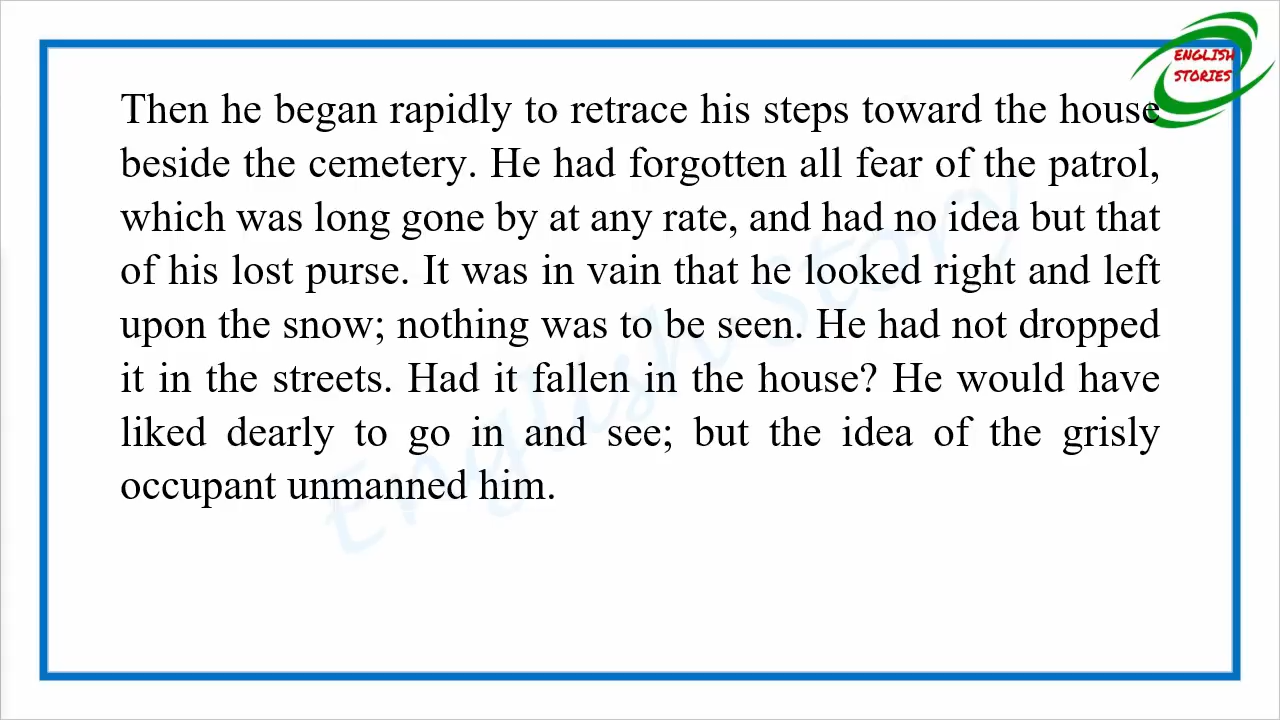 ENGLISH
STORIES
Then he began rapidly to retrace his steps toward the house
beside the cemetery. He had forgotten all fear of the patrol,
which was long gone by at any rate, and had no idea but that
of his lost purse. It was in vain that he looked right and left
upon the snow; nothing was to be seen. He had not dropped
it in the streets. Had it fallen in the house? He would have
liked dearly to go in and see; but the idea of the grisly
occupant unmanned him.
English Story